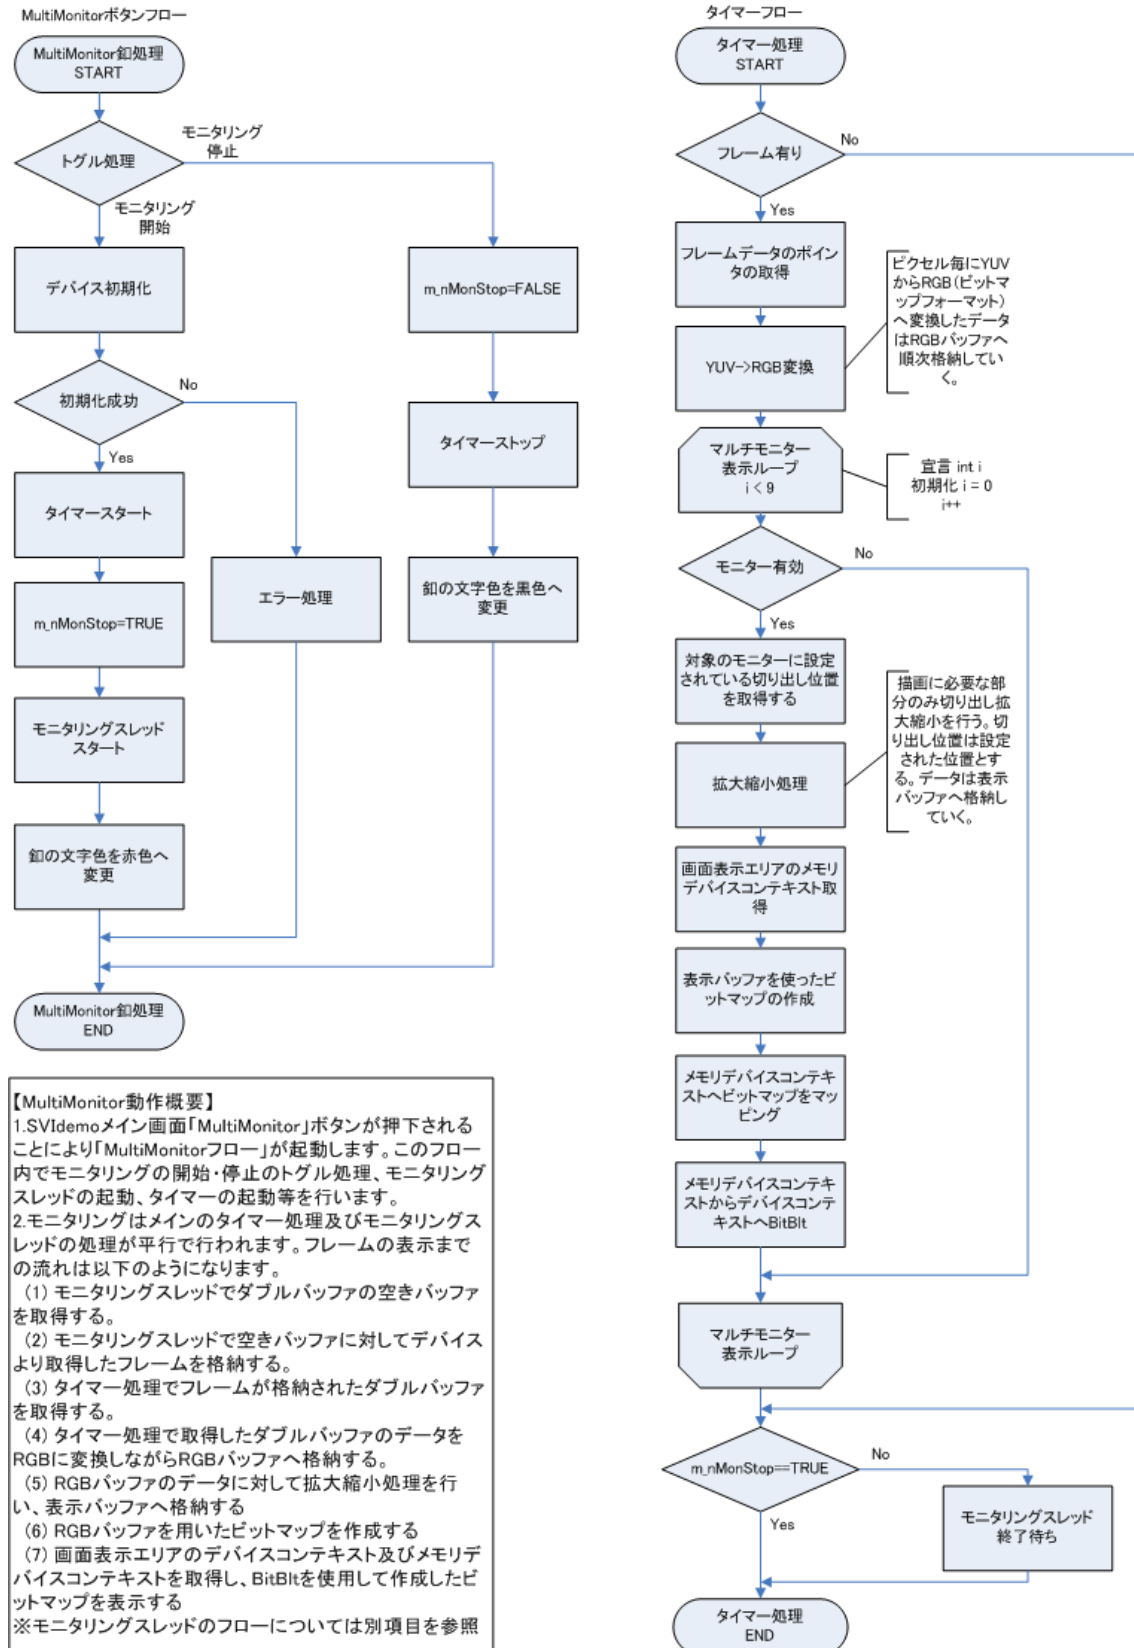 MultiMonitorボタンフロー
MultiMonitor釦処理
START
トグル処理
モニタリング
停止
モニタリング
開始
デバイス初期化
m_nMonStop=FALSE
初期化成功
No
Yes
タイマーストップ
タイマースタート
エラー処理
釦の文字色を黒色へ
変更
m_nMonStop=TRUE
モニタリングスレッド
スタート
釦の文字色を赤色へ
変更
MultiMonitor釦処理
END
【MultiMonitor動作概要】
1.SVIdemoメイン画面「MultiMonitor」ボタンが押下される
ことにより「MultiMonitorフロー」が起動します。このフロー
内でモニタリングの開始・停止のトグル処理、モニタリング
スレッドの起動、タイマーの起動等を行います。
2.モニタリングはメインのタイマー処理及びモニタリングス
レッドの処理が平行で行われます。フレームの表示まで
の流れは以下のようになります。
(1) モニタリングスレッドでダブルバッファの空きバッファ
を取得する。
(2) モニタリングスレッドで空きバッファに対してデバイス
より取得したフレームを格納する。
(3) タイマー処理でフレームが格納されたダブルバッファ
を取得する。
(4) タイマー処理で取得したダブルバッファのデータを
RGBに変換しながらRGBバッファへ格納する。
(5) RGBバッファのデータに対して拡大縮小処理を行
い、表示バッファへ格納する
(6) RGBバッファを用いたビットマップを作成する
(7) 画面表示エリアのデバイスコンテキスト及びメモリデ
バイスコンテキストを取得し、BitBltを使用して作成したビ
ットマップを表示する
※モニタリングスレッドのフローについては別項目を参照
タイマーフロー
タイマー処理
START
フレーム有り
No
Yes
フレームデータのポイン
タの取得
ピクセル毎にYUV
からRGB(ビットマ
ップフォーマット)
へ変換したデータ
はRGBバッファへ
順次格納してい
く。
YUV->RGB変換
マルチモニター
表示ループ
i < 9
宣言 int i
初期化 i = 0
i++
モニター有効
No
Yes
対象のモニターに設定
されている切り出し位置
を取得する
描画に必要な部
分のみ切り出し拡
大縮小を行う。切
り出し位置は設定
された位置とす
る。データは表示
バッファへ格納し
ていく。
拡大縮小処理
画面表示エリアのメモリ
デバイスコンテキスト取
得
表示バッファを使ったビ
ットマップの作成
メモリデバイスコンテキ
ストへビットマップをマッ
ピング
メモリデバイスコンテキ
ストからデバイスコンテ
キストへBitBlt
マルチモニター
表示ループ
m_nMonStop==TRUE
No
Yes
モニタリングスレッド
終了待ち
タイマー処理
END